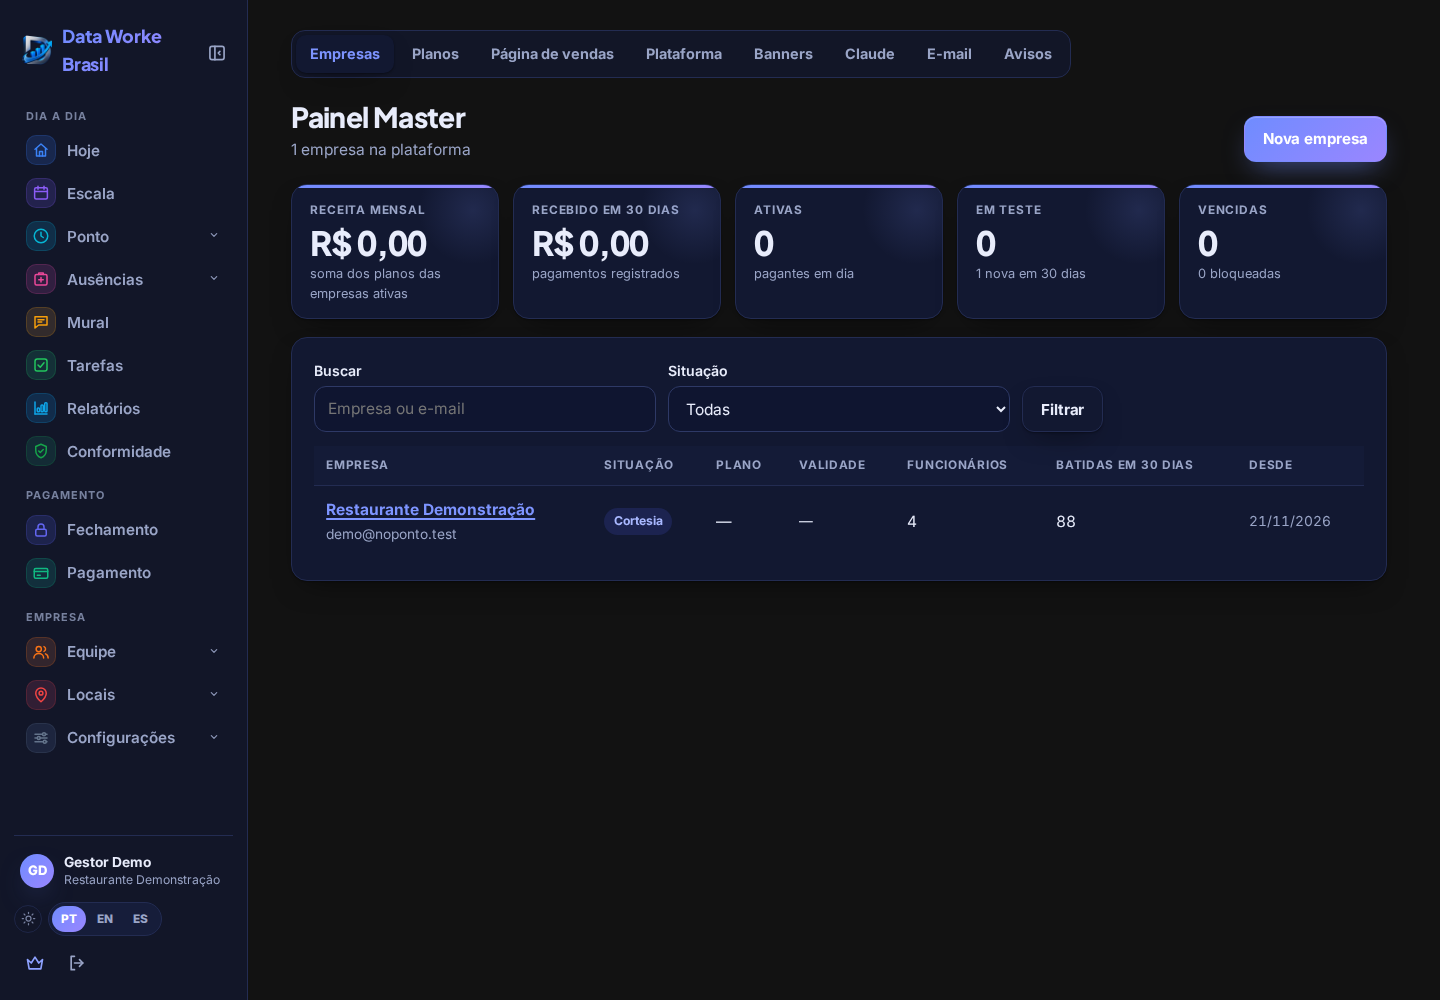 Data Worke
Brasil
DIA A DIA
Hoje
Escala
Ponto
Ausências
Mural
Tarefas
Relatórios
Conformidade
PAGAMENTO
Fechamento
Pagamento
EMPRESA
Equipe
Locais
Configurações
GD
Gestor Demo
Restaurante Demonstração
PT EN ES
Empresas Planos Página de vendas Plataforma Banners Claude E-mail Avisos
Painel Master
1 empresa na plataforma
Nova empresa
RECEITA MENSAL
R$ 0,00
soma dos planos das
empresas ativas
RECEBIDO EM 30 DIAS
R$ 0,00
pagamentos registrados
ATIVAS
0
pagantes em dia
EM TESTE
0
1 nova em 30 dias
VENCIDAS
0
0 bloqueadas
Buscar
Empresa ou e-mail
Situação
Todas
Filtrar
EMPRESA SITUAÇÃO PLANO VALIDADE FUNCIONÁRIOS BATIDAS EM 30 DIAS DESDE
Restaurante Demonstração
demo@noponto.test
Cortesia — — 4 88 21/11/2026